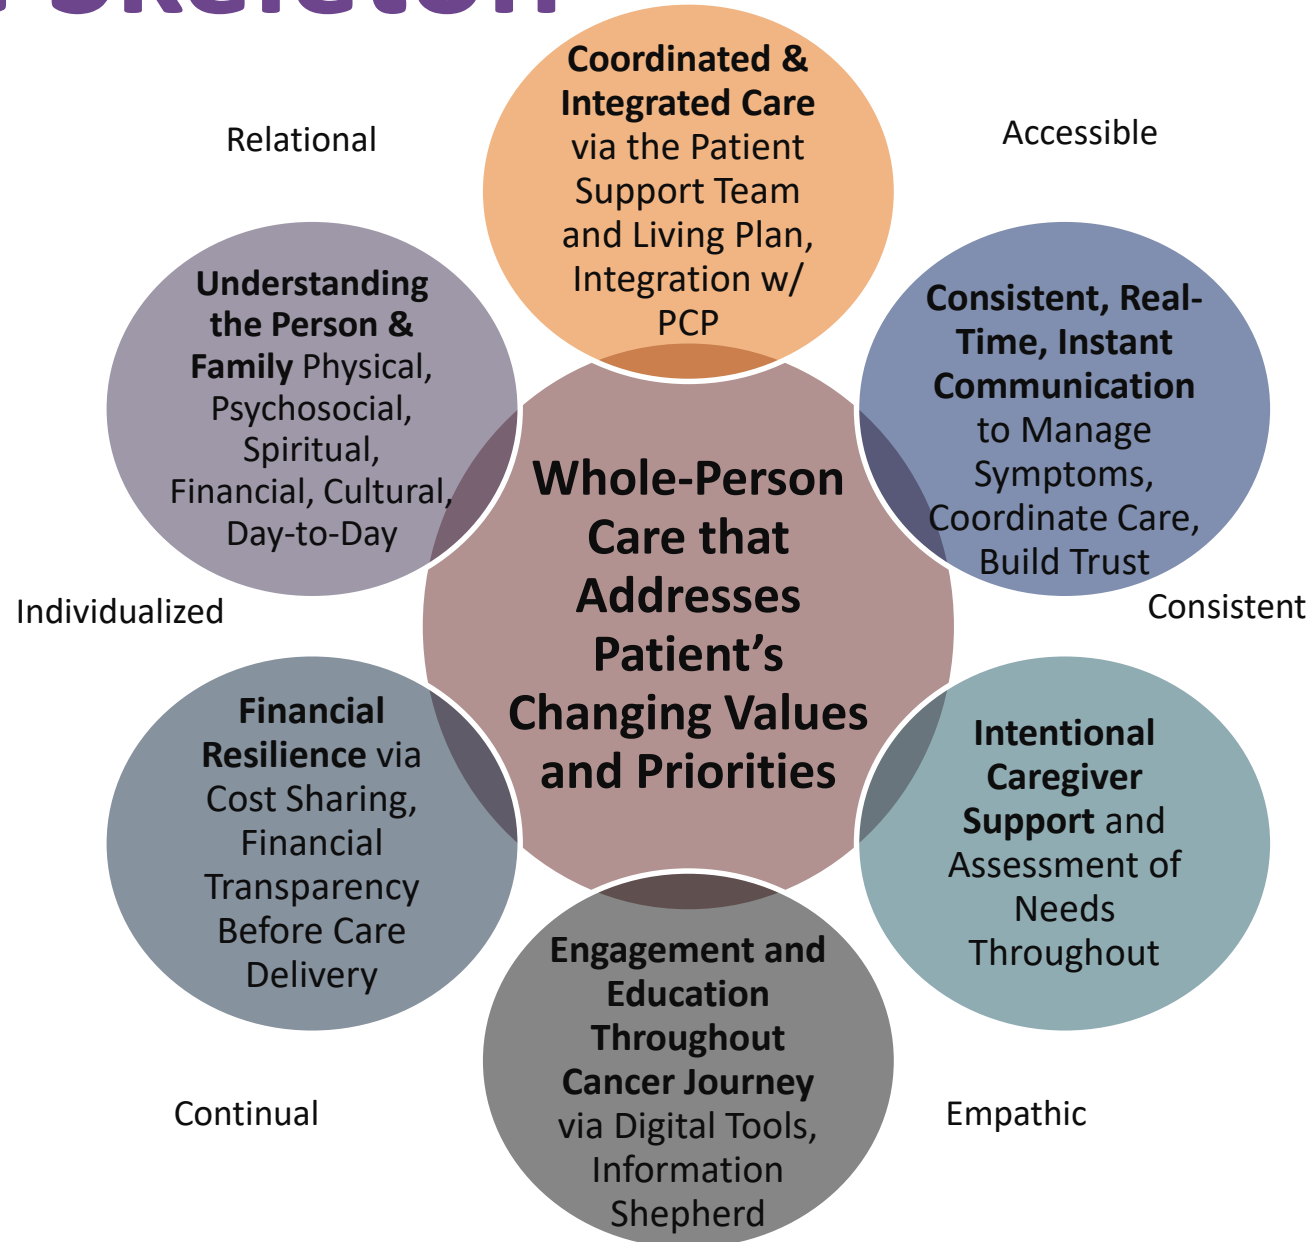 Skeleton
Coordinated &
Integrated Care
via the Patient
Support Team
and Living Plan,
Integration w/
PCP
Relational
Accessible
Understanding
the Person &
Family Physical,
Psychosocial,
Spiritual,
Financial, Cultural,
Day-to-Day
Consistent, Real-
Time, Instant
Communication
to Manage
Symptoms,
Coordinate Care,
Build Trust
Whole-Person
Care that
Addresses
Patient’s
Changing Values
and Priorities
Individualized
Consistent
Financial
Resilience via
Cost Sharing,
Financial
Transparency
Before Care
Delivery
Intentional
Caregiver
Support and
Assessment of
Needs
Throughout
Engagement and
Education
Throughout
Cancer Journey
via Digital Tools,
Information
Shepherd
Continual
Empathic